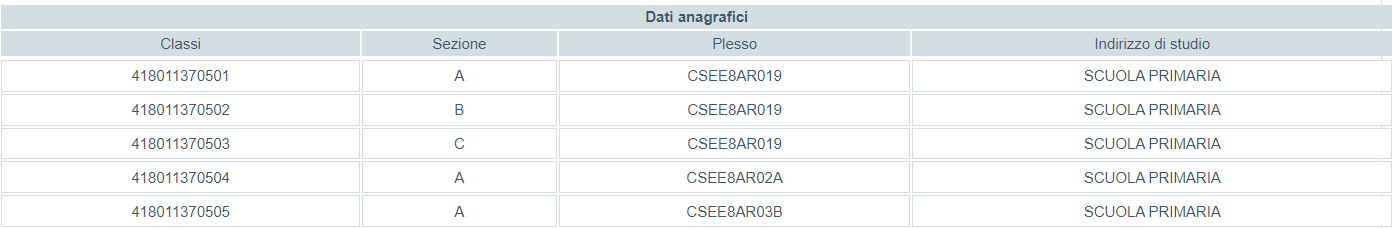 Dati anagrafici
Classi Sezione Plesso Indirizzo di studio
418011370501 A CSEE8AR019 SCUOLA PRIMARIA
418011370502 B CSEE8AR019 SCUOLA PRIMARIA
418011370503 C CSEE8AR019 SCUOLA PRIMARIA
418011370504 A CSEE8AR02A SCUOLA PRIMARIA
418011370505 A CSEE8AR03B SCUOLA PRIMARIA